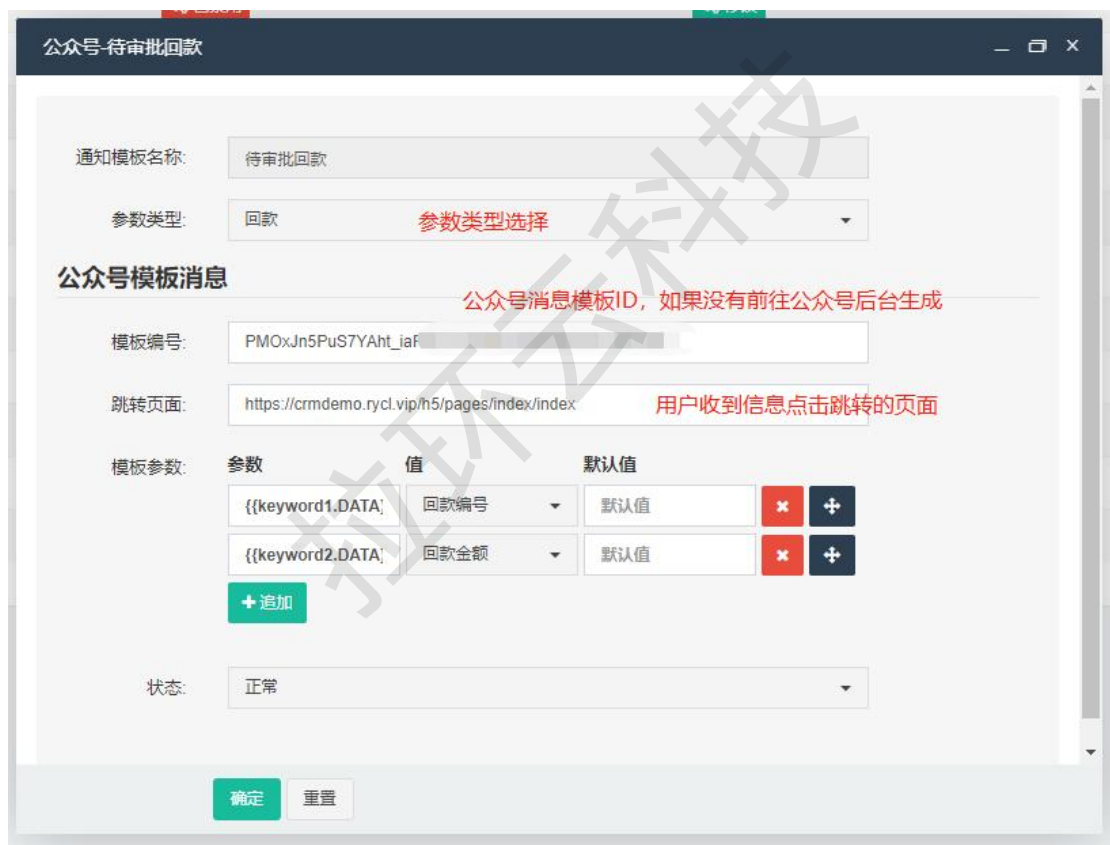 公众号-待审批回款
通知模板名称: 待审批回款
参数类型: 回款 参数类型选择
公众号模板消息
公众号消息模板ID，如果没有前往公众号后台生成
模板编号: PMOxJn5PuS7YAht_iaF
跳转页面: https://crmdemo.rycl.vip/h5/pages/index/index 用户收到信息点击跳转的页面
模板参数: 参数 值 默认值
{{keyword1.DATA} 回款编号 默认值
{{keyword2.DATA} 回款金额 默认值
+追加
状态: 正常
确定 重置
拉环云科技